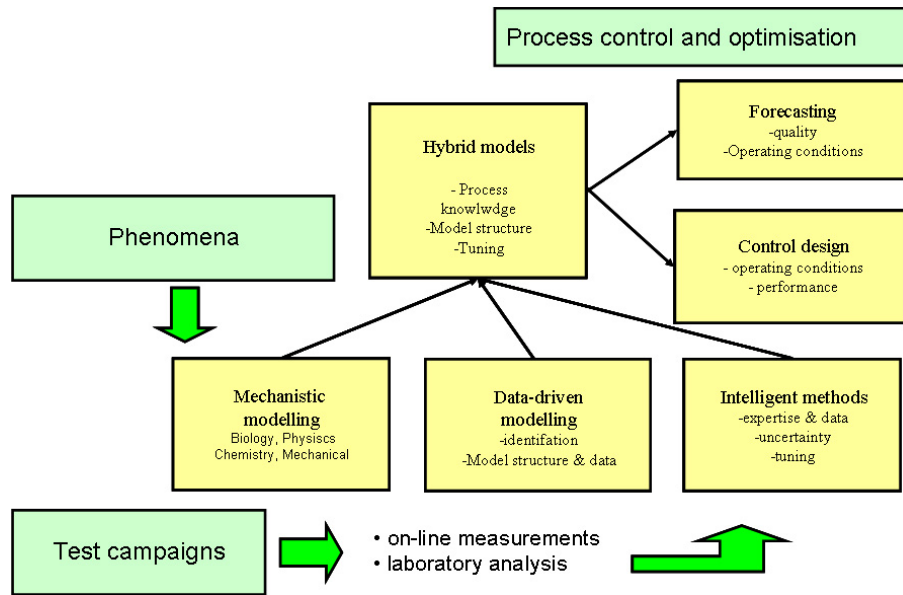 Process control and optimisation
Forecasting
-quality
-Operating conditions
Hybrid models
- Process
knowlwdge
-Model structure
-Tuning
Phenomena
Control design
- operating conditions
- performance
Mechanistic
modelling
Biology, Physiscs
Chemistry, Mechanical
Data-driven
modelling
-identifation
-Model structure & data
Intelligent methods
-expertise & data
-uncertainty
-tuning
Test campaigns
• on-line measurements
• laboratory analysis